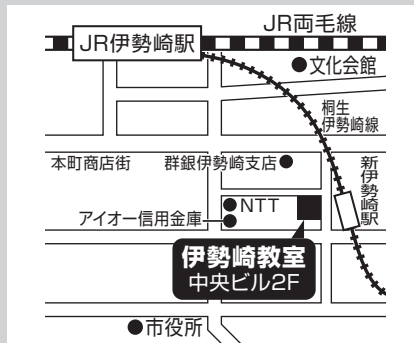 JR両毛線
JR伊勢崎駅
文化会館
桐生
伊勢崎線
本町商店街
群銀伊勢崎支店
新伊勢崎駅
NTT
アイオー信用金庫
伊勢崎教室
中央ビル2F
市役所